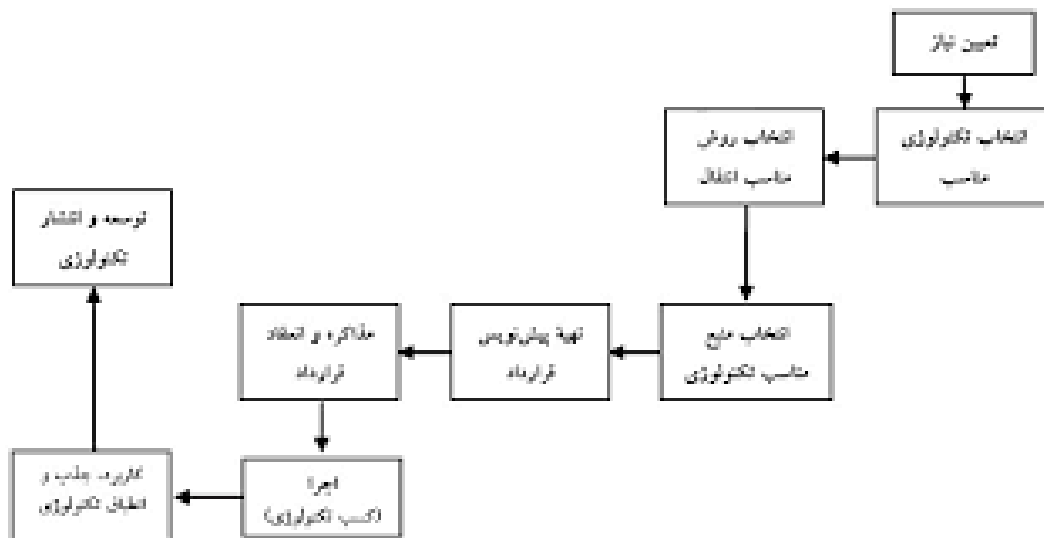 تعیین نیاز
انتخاب تکنولوژی
مناسب
انتخاب روش
مناسب انتقال
انتخاب منبع
مناسب تکنولوژی
تهیهٔ پیش‌نویس
قرارداد
مذاکره و انعقاد
قرارداد
اجرا
(کسب تکنولوژی)
کاربرد، جذب و
انطباق تکنولوژی
توسعه و انتشار
تکنولوژی